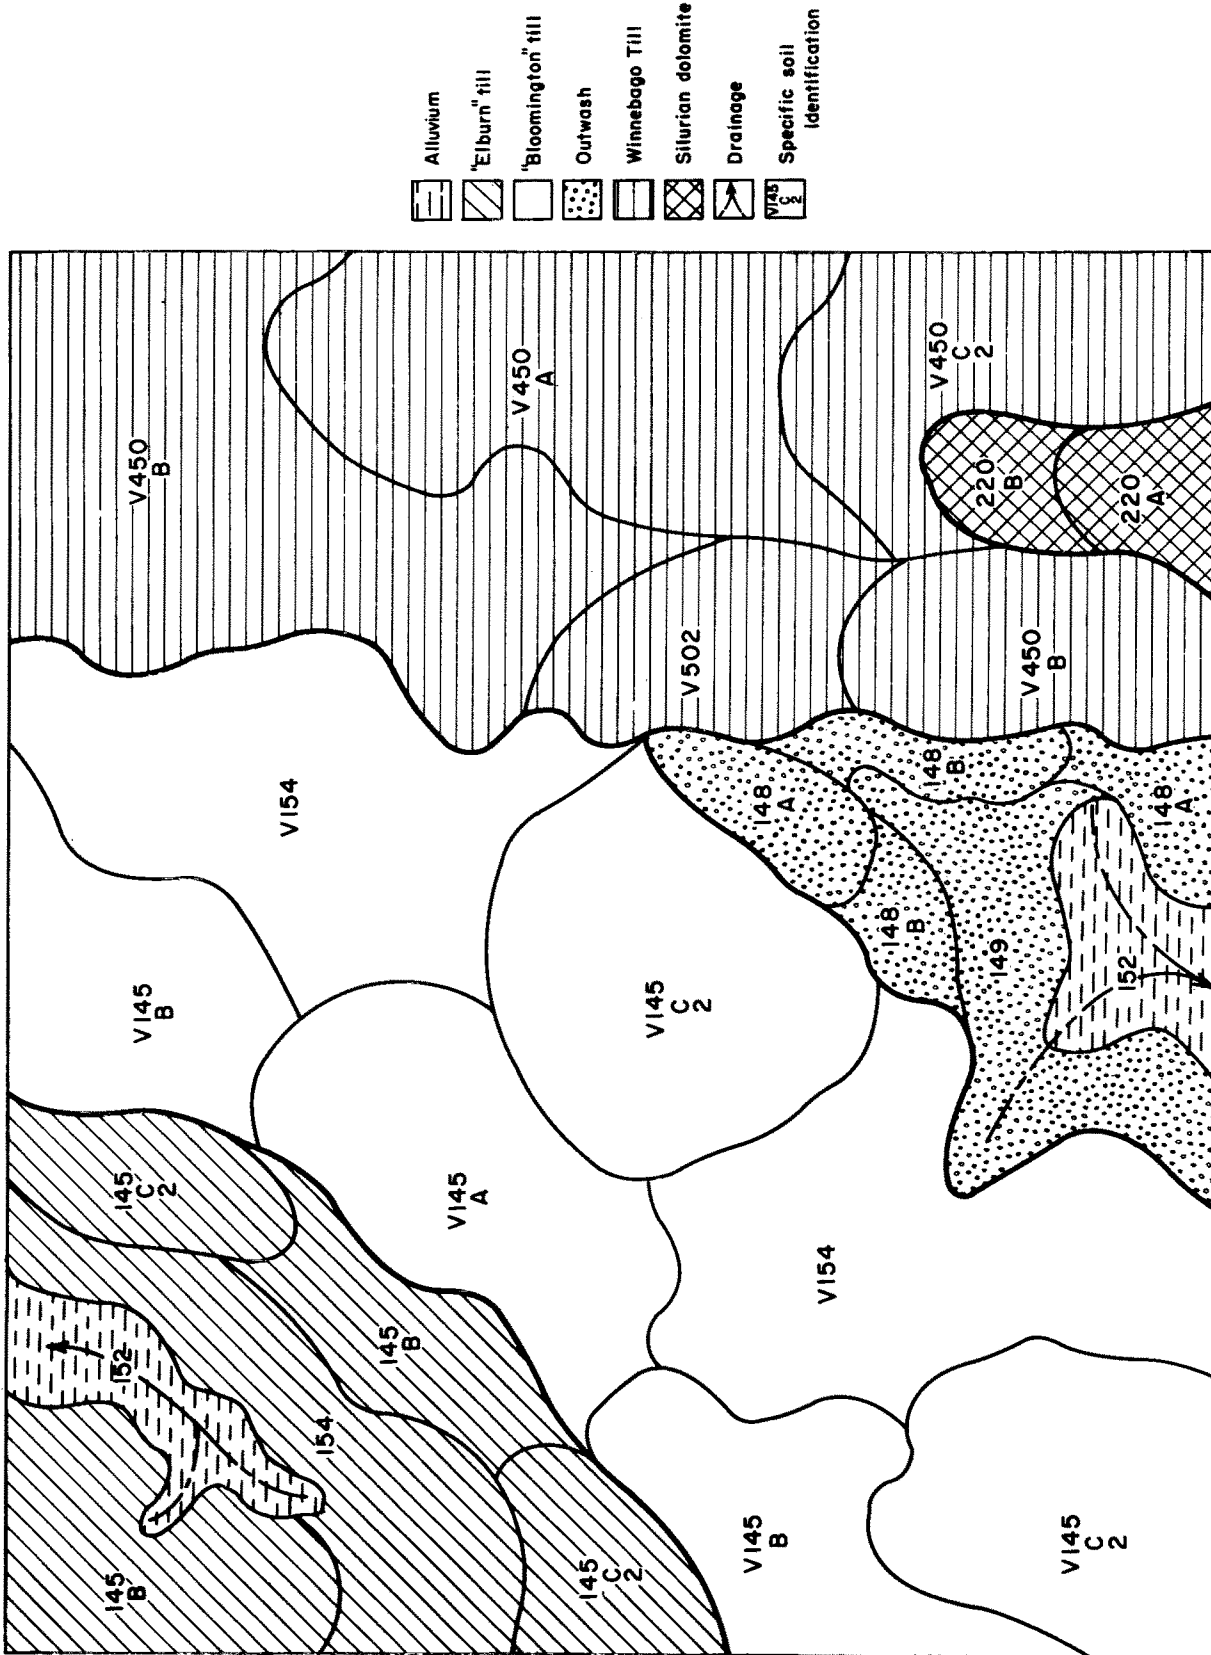 Alluvium
"Elburn" till
"Bloomington" till
Outwash
Winnebago Till
Silurian dolomite
Drainage
V145
C
2
Specific soil
Identification
V450
B
V450
A
V450
C
2
220
B
220
A
V502
V450
B
V154
148
A
148
B
148
A
148
B
149
152
V145
B
V145
C
2
145
C
2
V145
A
V154
152
145
B
154
145
B
145
C
2
V145
B
V145
C
2